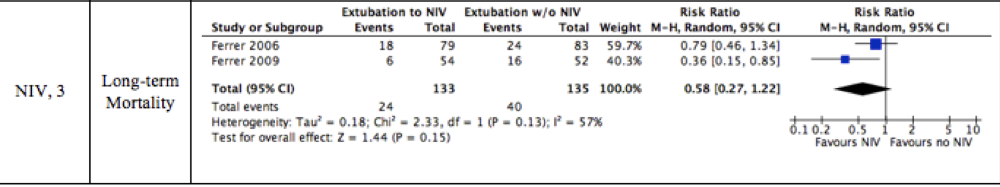 NIV, 3
Long-term
Mortality
Extubation to NIV Extubation w/o NIV Risk Ratio Risk Ratio
Study or Subgroup Events Total Events Total Weight M-H, Random, 95% CI M-H, Random, 95% CI
Ferrer 2006 18 79 24 83 59.7% 0.79 [0.46, 1.34]
Ferrer 2009 6 54 16 52 40.3% 0.36 [0.15, 0.85]
Total (95% CI) 133 135 100.0% 0.58 [0.27, 1.22]
Total events 24 40
Heterogeneity: Tau² = 0.18; Chi² = 2.33, df = 1 (P = 0.13); I² = 57%
Test for overall effect: Z = 1.44 (P = 0.15)
0.1 0.2 0.5 1 2 5 10
Favours NIV Favours no NIV